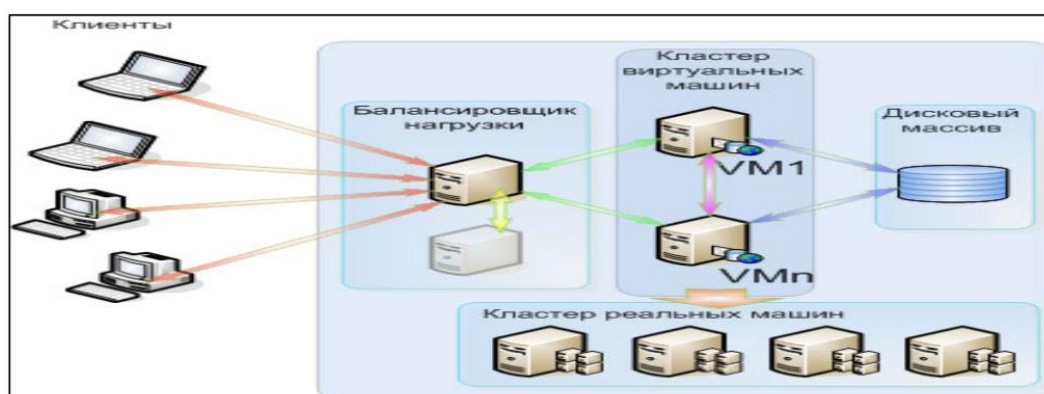 Клиенты
Кластер
виртуальных
машин
Балансировщик
нагрузки
Дисковый
массив
VM1
VMn
Кластер реальных машин